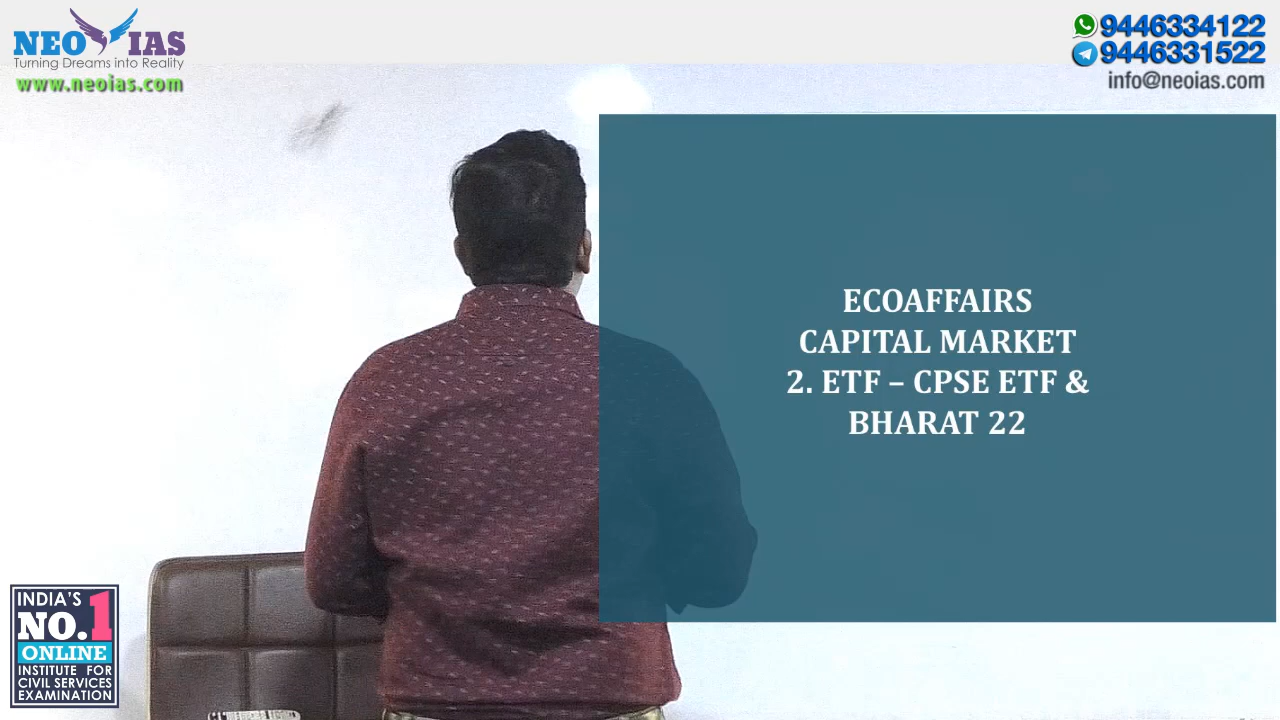 NEO IAS
Turning Dreams into Reality
www.neoias.com
9446334122
9446331522
info@neoias.com
ECOAFFAIRS
CAPITAL MARKET
2. ETF – CPSE ETF &
BHARAT 22
INDIA'S
NO.1
ONLINE
INSTITUTE FOR
CIVIL SERVICES
EXAMINATION